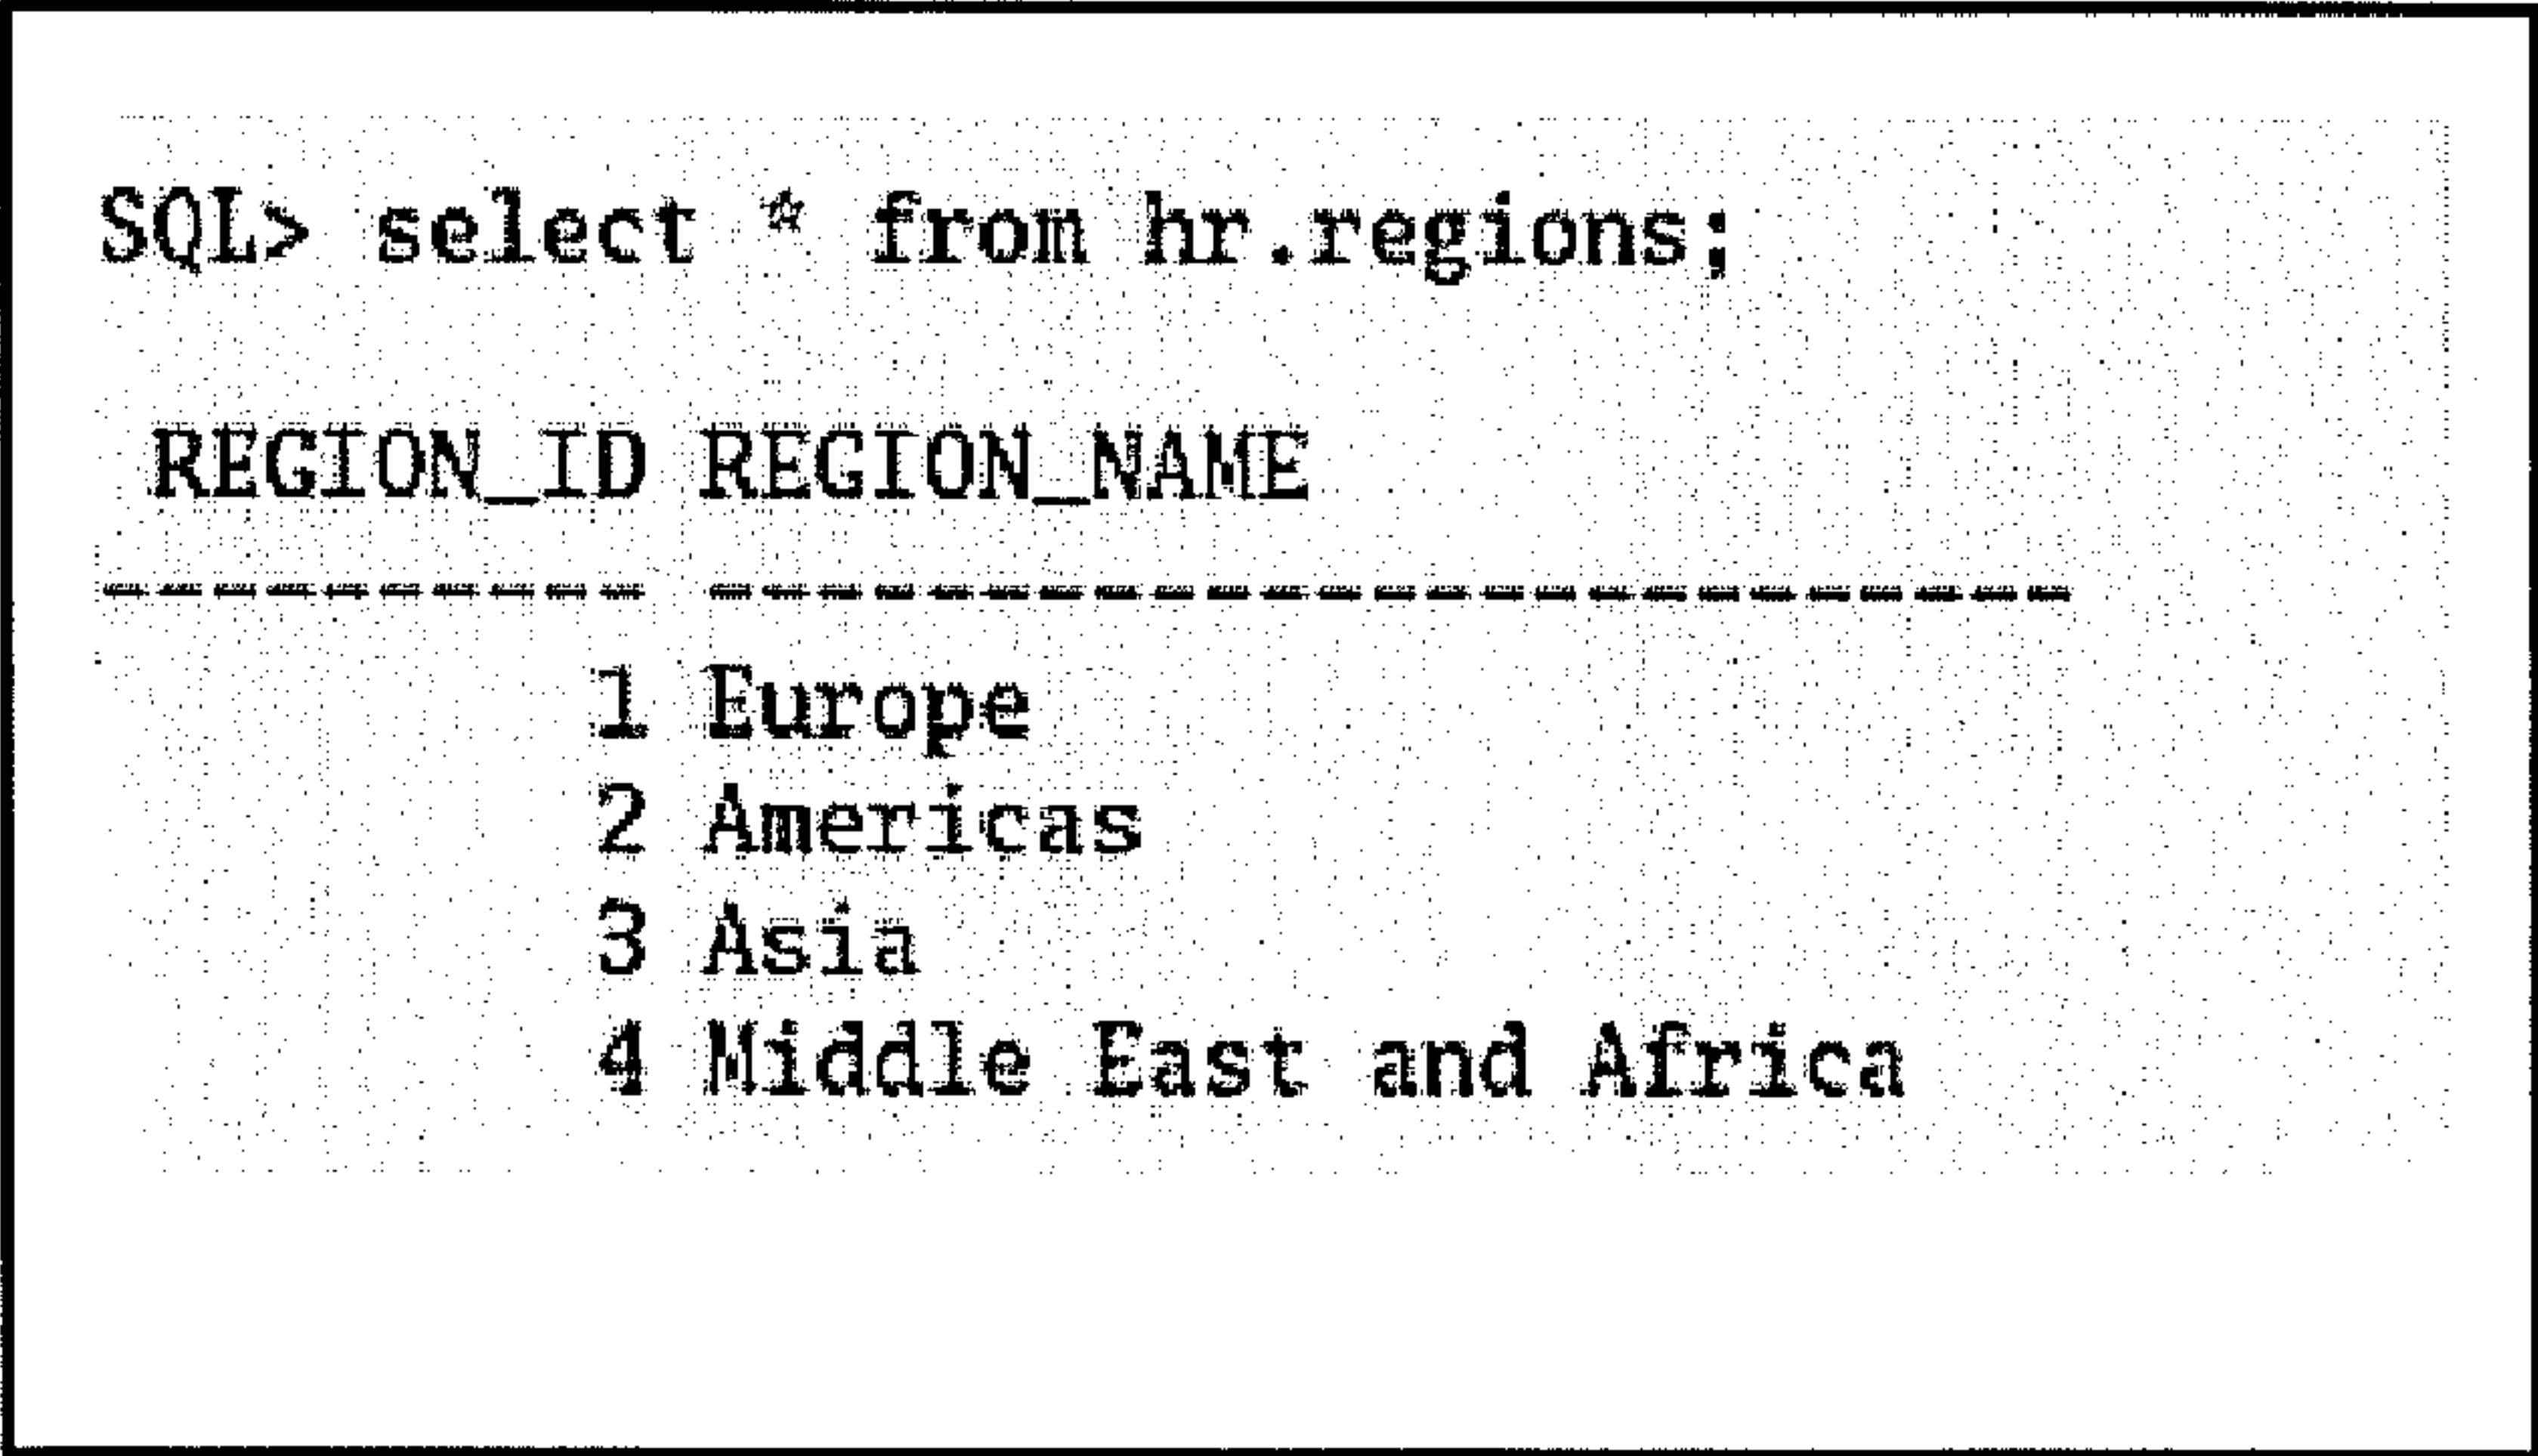 SQL> select * from hr.regions;
 REGION_ID REGION_NAME
---------- -------------------------
         1 Europe
         2 Americas
         3 Asia
         4 Middle East and Africa